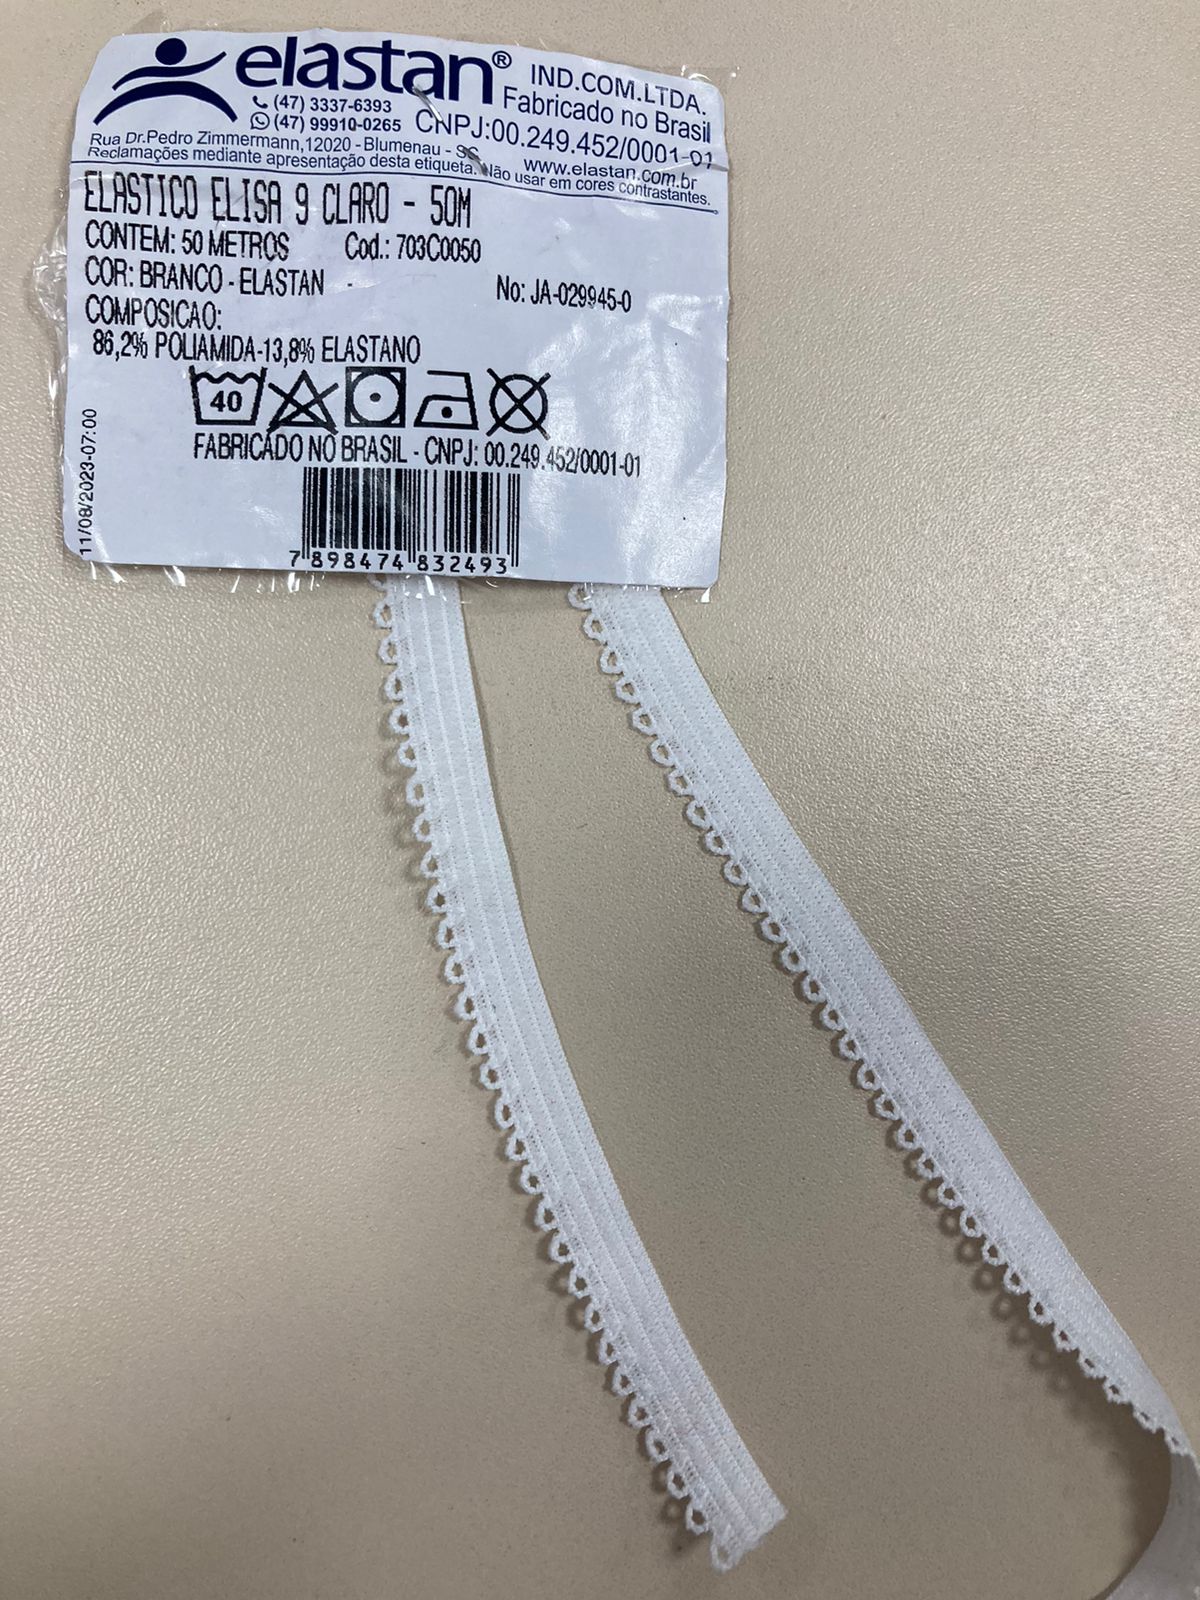 elastan® IND.COM.LTDA.
(47) 3337-6393 Fabricado no Brasil
(47) 99910-0265 CNPJ:00.249.452/0001-01
Rua Dr.Pedro Zimmermann,12020 - Blumenau - SC www.elastan.com.br
Reclamações mediante apresentação desta etiqueta. Não usar em cores contrastantes.
ELASTICO ELISA 9 CLARO - 50M
CONTEM: 50 METROS Cod.: 703C0050
COR: BRANCO - ELASTAN - No: JA-029945-0
COMPOSICAO:
86,2% POLIAMIDA-13,8% ELASTANO
40
FABRICADO NO BRASIL - CNPJ: 00.249.452/0001-01
11/08/2023-07:00
7 898474 832493